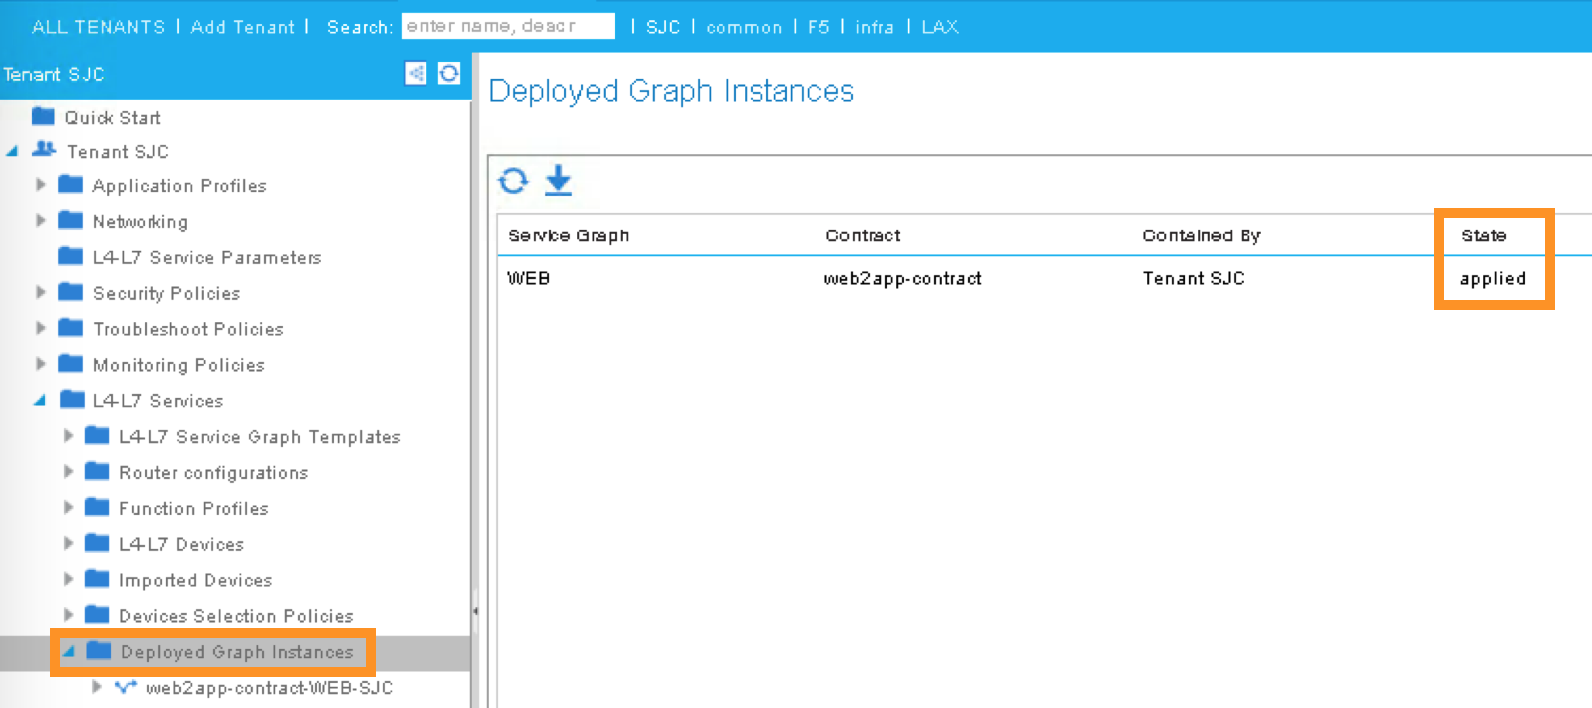 ALL TENANTS | Add Tenant | Search: enter name, descr | SJC | common | F5 | infra | LAX
Tenant SJC
Quick Start
Tenant SJC
Application Profiles
Networking
L4-L7 Service Parameters
Security Policies
Troubleshoot Policies
Monitoring Policies
L4-L7 Services
L4-L7 Service Graph Templates
Router configurations
Function Profiles
L4-L7 Devices
Imported Devices
Devices Selection Policies
Deployed Graph Instances
web2app-contract-WEB-SJC
Deployed Graph Instances
Service Graph Contract Contained By State
WEB web2app-contract Tenant SJC applied